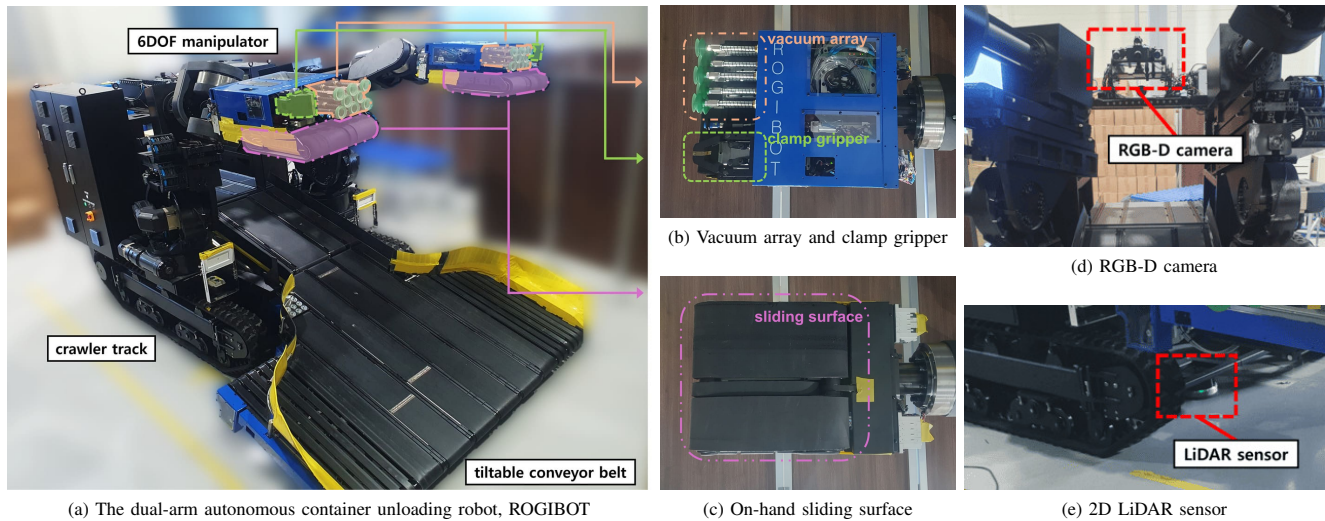 6DOF manipulator
crawler track
tiltable conveyor belt
(a) The dual-arm autonomous container unloading robot, ROGIBOT
vacuum array
ROGIBOT
clamp gripper
(b) Vacuum array and clamp gripper
sliding surface
(c) On-hand sliding surface
RGB-D camera
(d) RGB-D camera
LiDAR sensor
(e) 2D LiDAR sensor